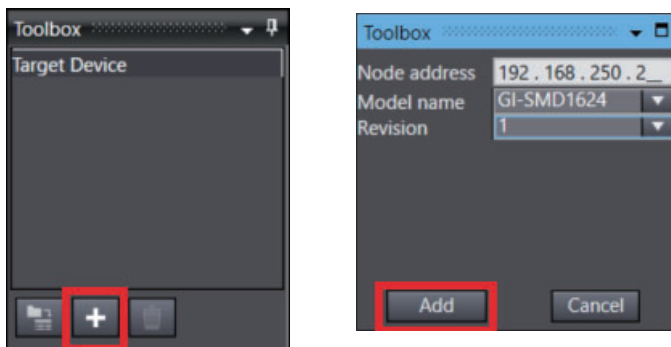 Toolbox
Target Device
Toolbox
Node address 192 . 168 . 250 . 2_
Model name GI-SMD1624
Revision 1
Add Cancel